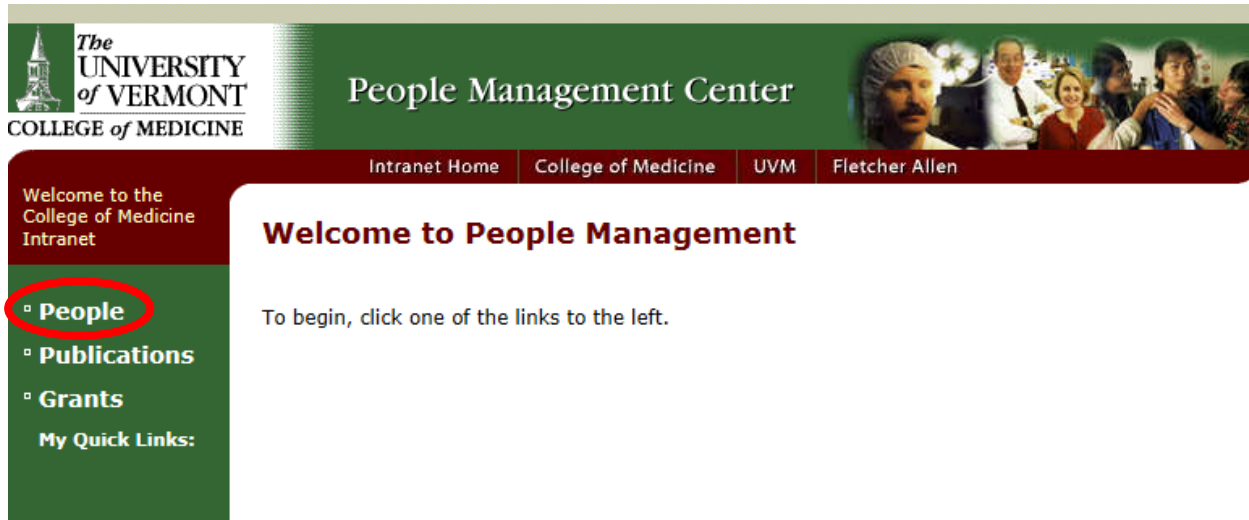 The
UNIVERSITY
of VERMONT
COLLEGE of MEDICINE
People Management Center
Intranet Home College of Medicine UVM Fletcher Allen
Welcome to the
College of Medicine
Intranet
Welcome to People Management
People
To begin, click one of the links to the left.
Publications
Grants
My Quick Links: